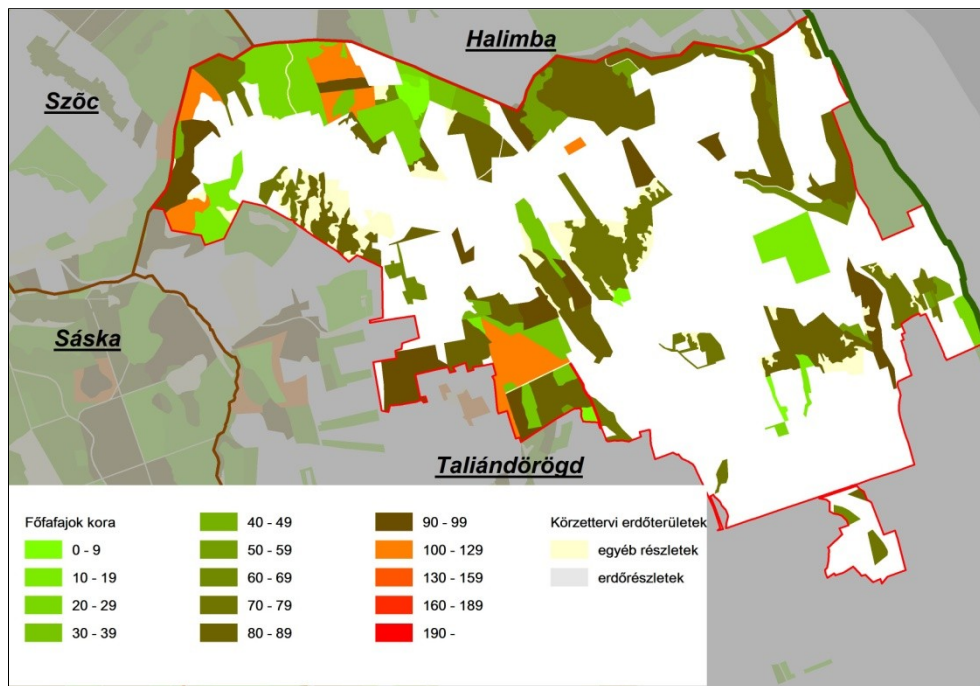 Halimba
Szõc
Sáska
Taliándörögd
Főfafajok kora
0 - 9
10 - 19
20 - 29
30 - 39
40 - 49
50 - 59
60 - 69
70 - 79
80 - 89
90 - 99
100 - 129
130 - 159
160 - 189
190 -
Körzettervi erdőterületek
egyéb részletek
erdőrészletek